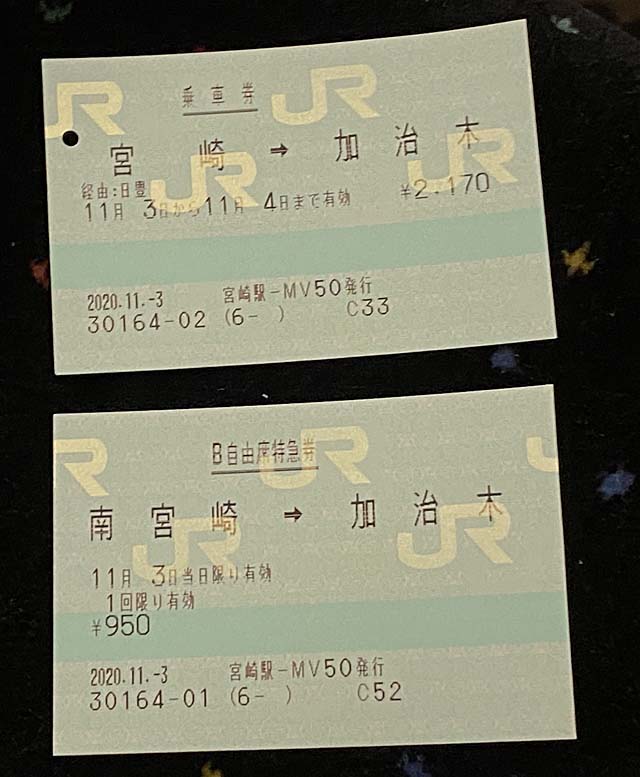 乗車券
宮崎 → 加治木
経由:日豊
11月 3日から11月 4日まで有効 ¥2.170
2020.11.-3 宮崎駅-MV50発行
30164-02 (6- ) C33
B自由席特急券
南宮崎 → 加治木
11月 3日当日限り有効
1回限り有効
¥950
2020.11.-3 宮崎駅-MV50発行
30164-01 (6- ) C52